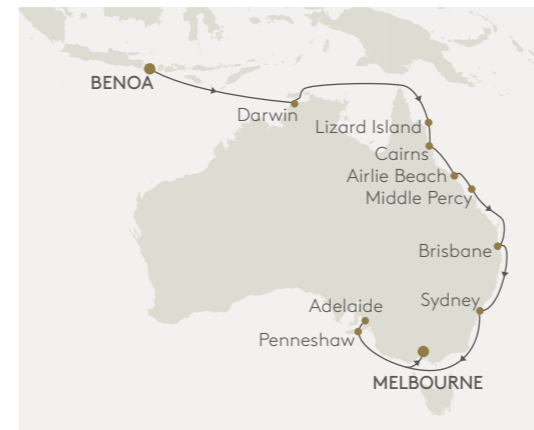 BENOA
Darwin
Lizard Island
Cairns
Airlie Beach
Middle Percy
Brisbane
Sydney
Adelaide
Penneshaw
MELBOURNE